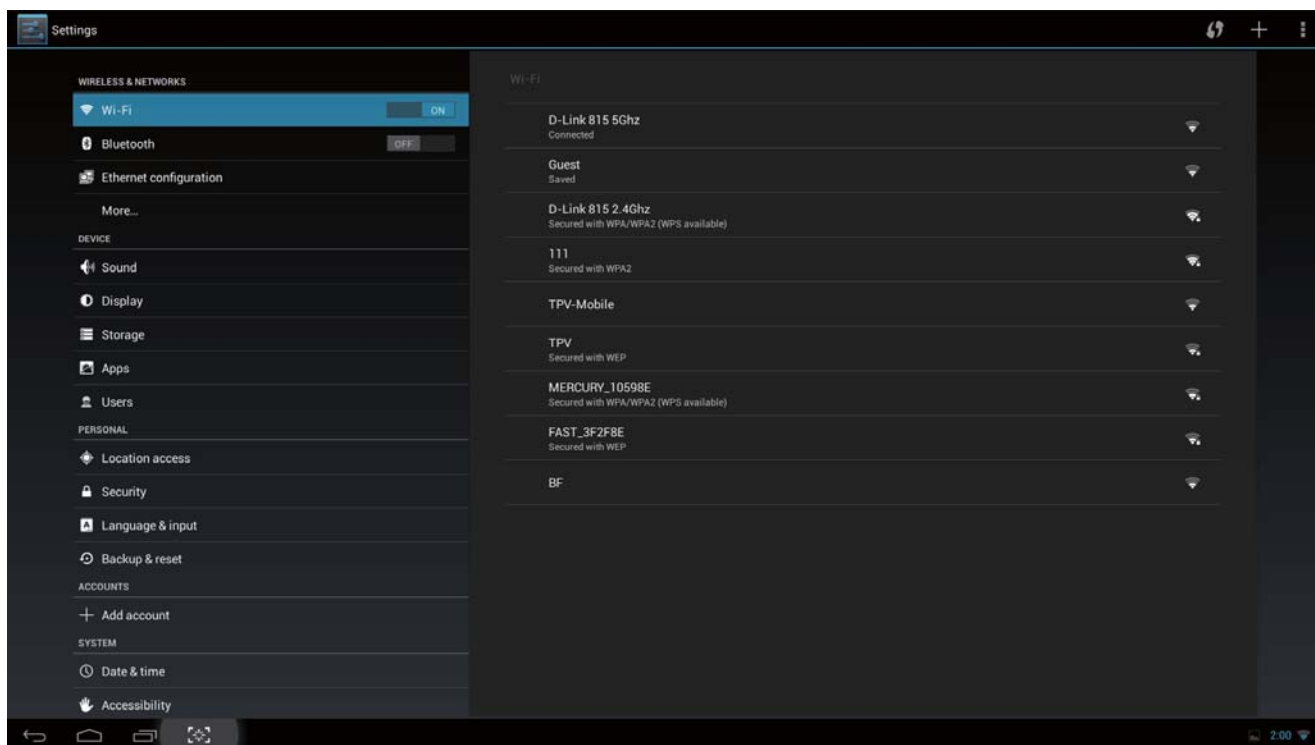 Settings
WIRELESS & NETWORKS
Wi-Fi
ON
Bluetooth
OFF
Ethernet configuration
More...
DEVICE
Sound
Display
Storage
Apps
Users
PERSONAL
Location access
Security
Language & input
Backup & reset
ACCOUNTS
Add account
SYSTEM
Date & time
Accessibility
Wi-Fi
D-Link 815 5Ghz
Connected
Guest
Saved
D-Link 815 2.4Ghz
Secured with WPA/WPA2 (WPS available)
111
Secured with WPA2
TPV-Mobile
TPV
Secured with WEP
MERCURY_10598E
Secured with WPA/WPA2 (WPS available)
FAST_3F2F8E
Secured with WEP
BF
2:00